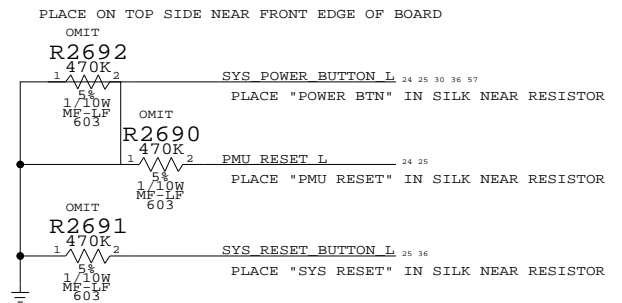 PLACE ON TOP SIDE NEAR FRONT EDGE OF BOARD
OMIT
R2692
470K
1 2 SYS_POWER_BUTTON_L 24 25 30 36 57
5%
1/10W
MF-LF
603
PLACE "POWER BTN" IN SILK NEAR RESISTOR
OMIT
R2690
470K
1 2 PMU_RESET_L 24 25
5%
1/10W
MF-LF
603
PLACE "PMU RESET" IN SILK NEAR RESISTOR
OMIT
R2691
470K
1 2 SYS_RESET_BUTTON_L 25 36
5%
1/10W
MF-LF
603
PLACE "SYS RESET" IN SILK NEAR RESISTOR